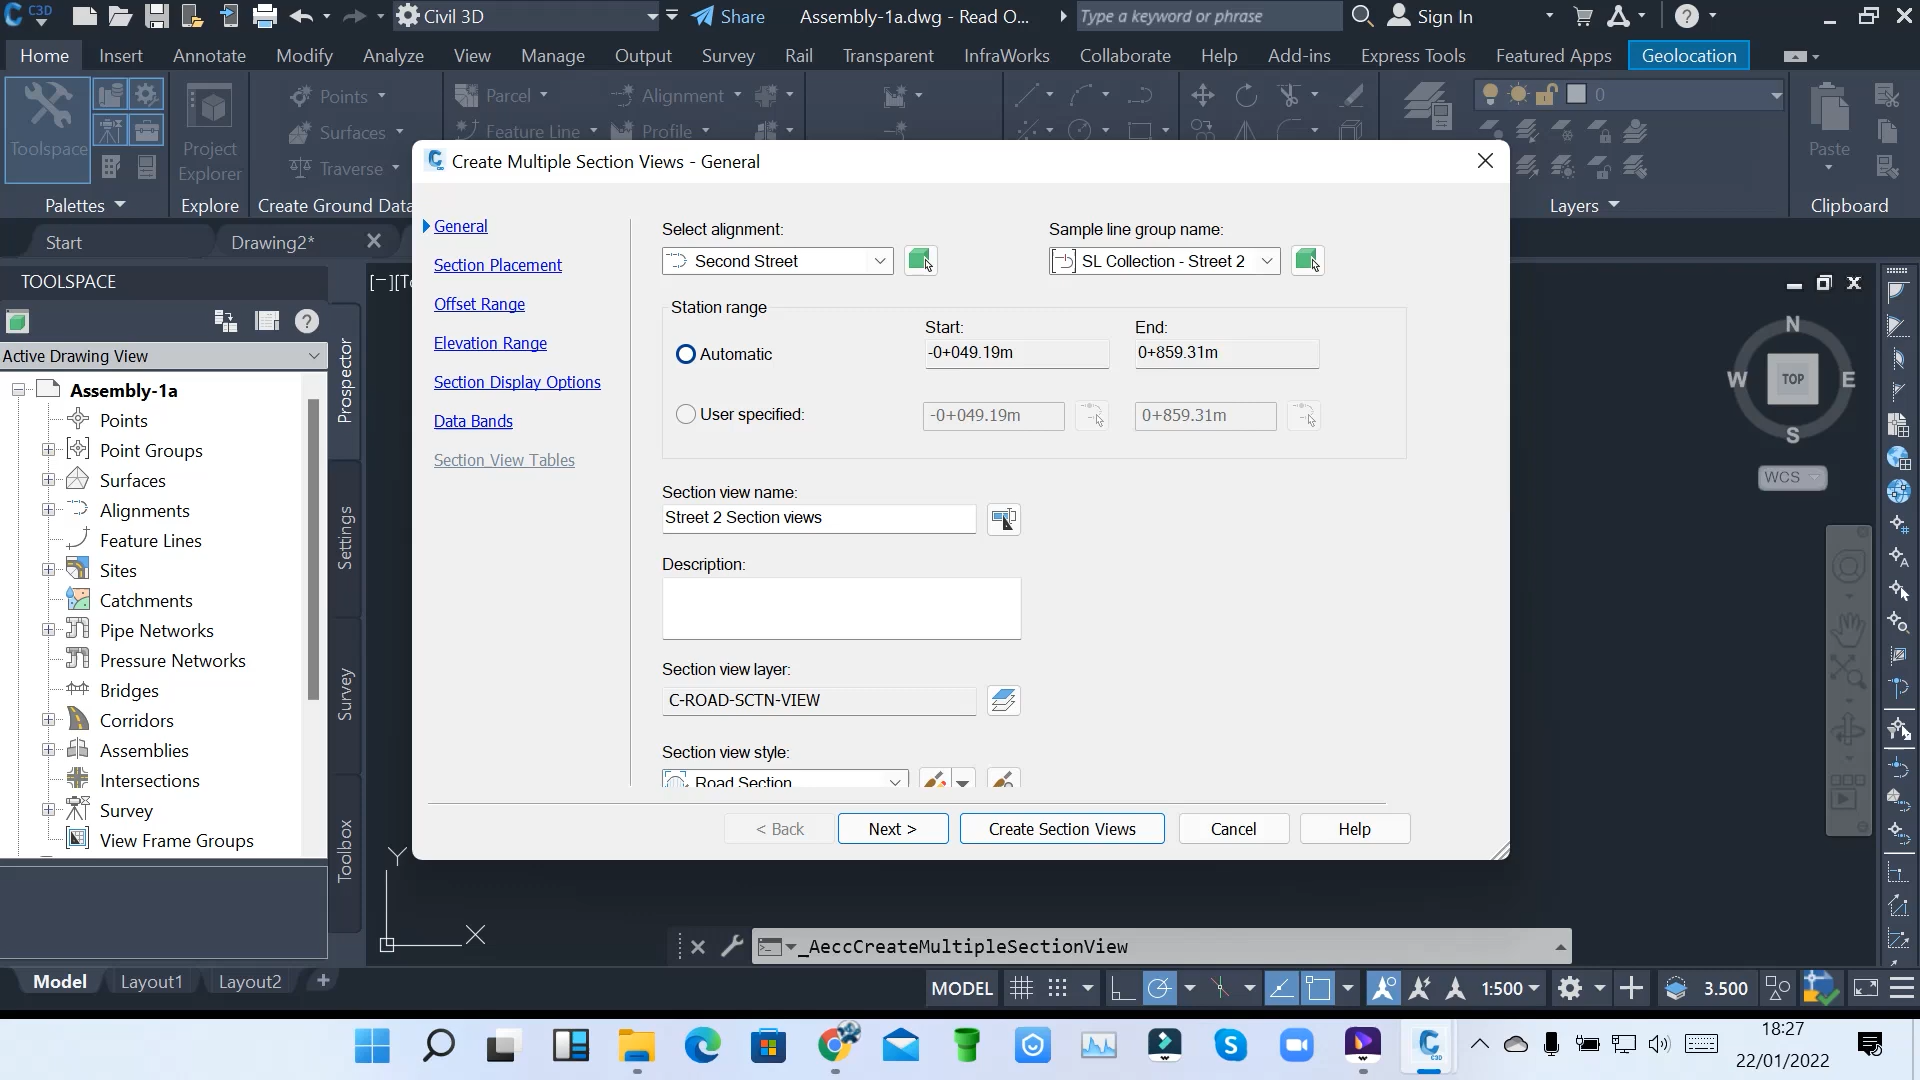 C3D
Civil 3D
Share
Assembly-1a.dwg - Read O...
Type a keyword or phrase
Sign In
Home
Insert
Annotate
Modify
Analyze
View
Manage
Output
Survey
Rail
Transparent
InfraWorks
Collaborate
Help
Add-ins
Express Tools
Featured Apps
Geolocation
Toolspace
Project
Explorer
Points
Surfaces
Traverse
Parcel
Feature Line
Alignment
Profile
0
Paste
Palettes
Explore
Create Ground Data
Layers
Clipboard
Start
Drawing2*
TOOLSPACE
Active Drawing View
Assembly-1a
Points
Point Groups
Surfaces
Alignments
Feature Lines
Sites
Catchments
Pipe Networks
Pressure Networks
Bridges
Corridors
Assemblies
Intersections
Survey
View Frame Groups
Prospector
Settings
Survey
Toolbox
Create Multiple Section Views - General
General
Section Placement
Offset Range
Elevation Range
Section Display Options
Data Bands
Section View Tables
Select alignment:
Second Street
Sample line group name:
SL Collection - Street 2
Station range
Start:
End:
Automatic
-0+049.19m
0+859.31m
User specified:
-0+049.19m
0+859.31m
Section view name:
Street 2 Section views
Description:
Section view layer:
C-ROAD-SCTN-VIEW
Section view style:
Road Section
< Back
Next >
Create Section Views
Cancel
Help
[−][To
N
W
TOP
E
S
WCS
Y
X
_AeccCreateMultipleSectionView
Model
Layout1
Layout2
MODEL
1:500
3.500
18:27
22/01/2022